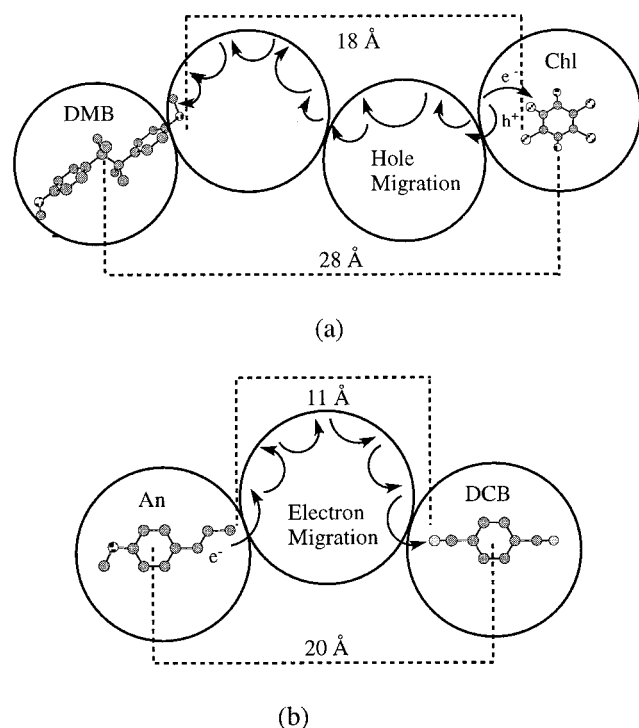 18 Å
Chl
DMB
e-
h+
Hole
Migration
28 Å
(a)
11 Å
An
DCB
Electron
Migration
e-
20 Å
(b)